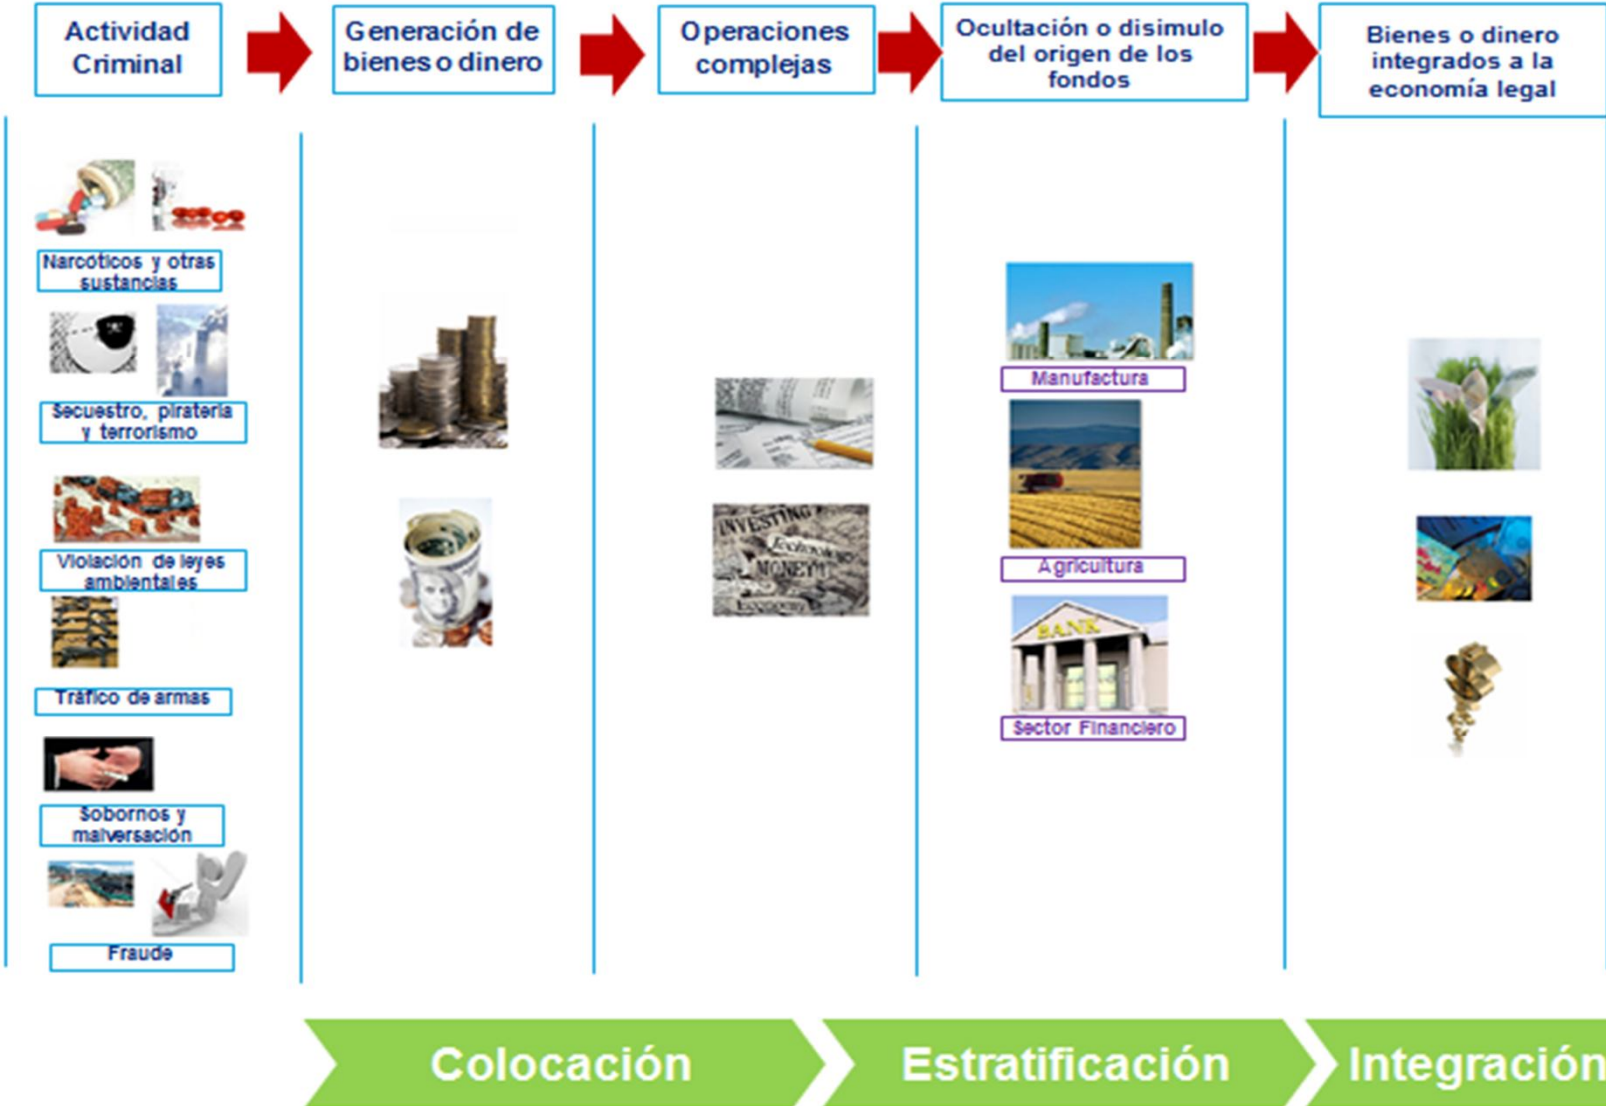 Actividad
Criminal
Generación de
bienes o dinero
Operaciones
complejas
Ocultación o disimulo
del origen de los
fondos
Bienes o dinero
integrados a la
economía legal
Narcóticos y otras
sustancias
Secuestro, piratería
y terrorismo
Violación de leyes
ambientales
Tráfico de armas
Sobornos y
malversación
Fraude
INVESTING
Technology
MONEY
Economy
Manufactura
Agricultura
BANK
Sector Financiero
Colocación
Estratificación
Integración